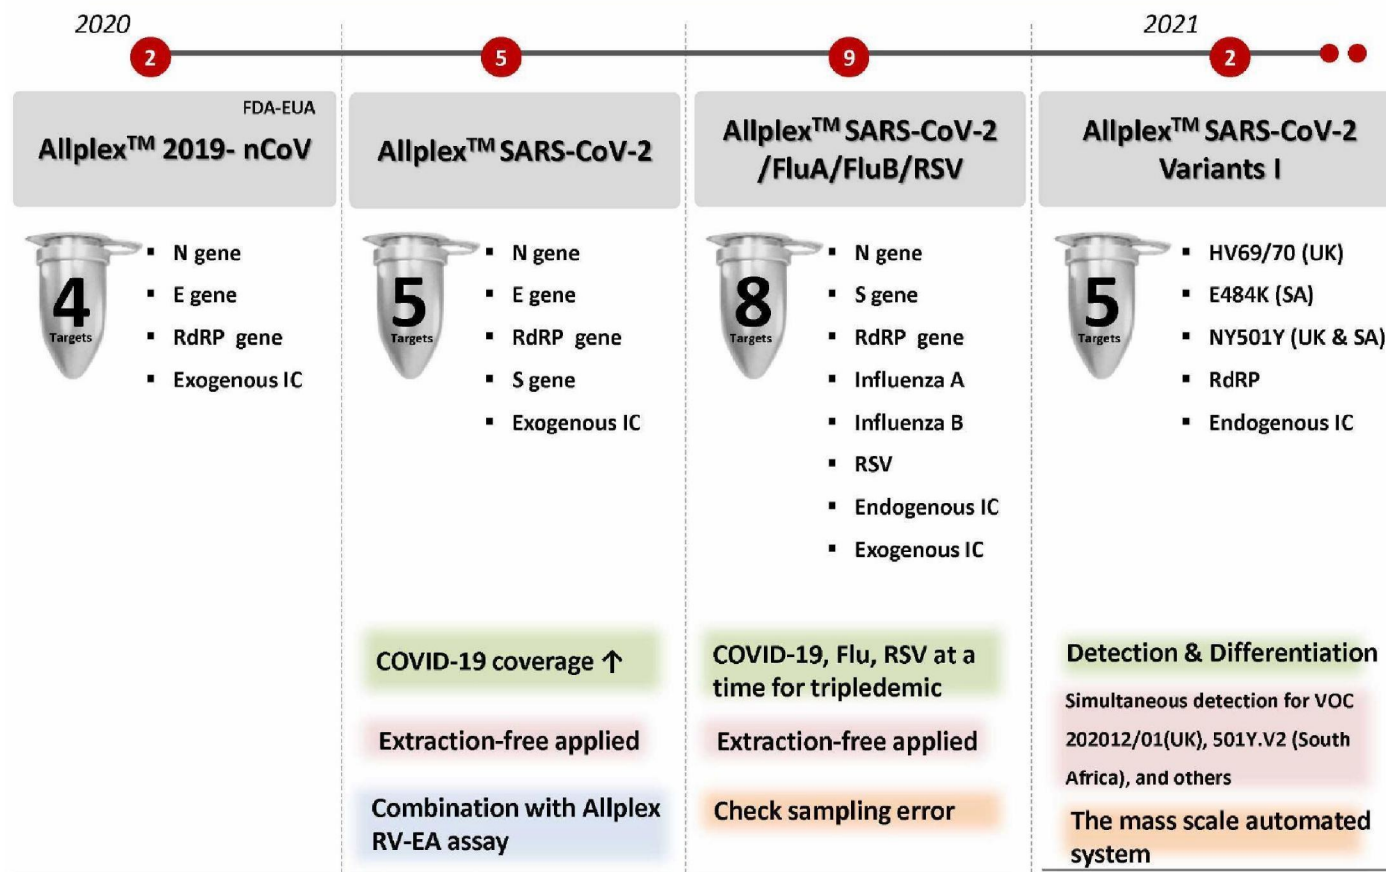 2020
2021
2
5
9
2
FDA-EUA
Allplex™ 2019- nCoV
4
Targets
▪ N gene
▪ E gene
▪ RdRP gene
▪ Exogenous IC
Allplex™ SARS-CoV-2
5
Targets
▪ N gene
▪ E gene
▪ RdRP gene
▪ S gene
▪ Exogenous IC
COVID-19 coverage ↑
Extraction-free applied
Combination with Allplex
RV-EA assay
Allplex™ SARS-CoV-2
/FluA/FluB/RSV
8
Targets
▪ N gene
▪ S gene
▪ RdRP gene
▪ Influenza A
▪ Influenza B
▪ RSV
▪ Endogenous IC
▪ Exogenous IC
COVID-19, Flu, RSV at a
time for tripledemic
Extraction-free applied
Check sampling error
Allplex™ SARS-CoV-2
Variants I
5
Targets
▪ HV69/70 (UK)
▪ E484K (SA)
▪ NY501Y (UK & SA)
▪ RdRP
▪ Endogenous IC
Detection & Differentiation
Simultaneous detection for VOC
202012/01(UK), 501Y.V2 (South
Africa), and others
The mass scale automated
system